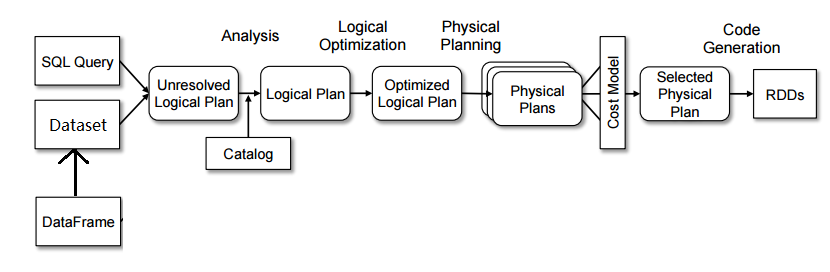 Analysis
Logical
Optimization
Physical
Planning
Code
Generation
SQL Query
Dataset
DataFrame
Unresolved
Logical Plan
Catalog
Logical Plan
Optimized
Logical Plan
Physical
Plans
Cost Model
Selected
Physical
Plan
RDDs